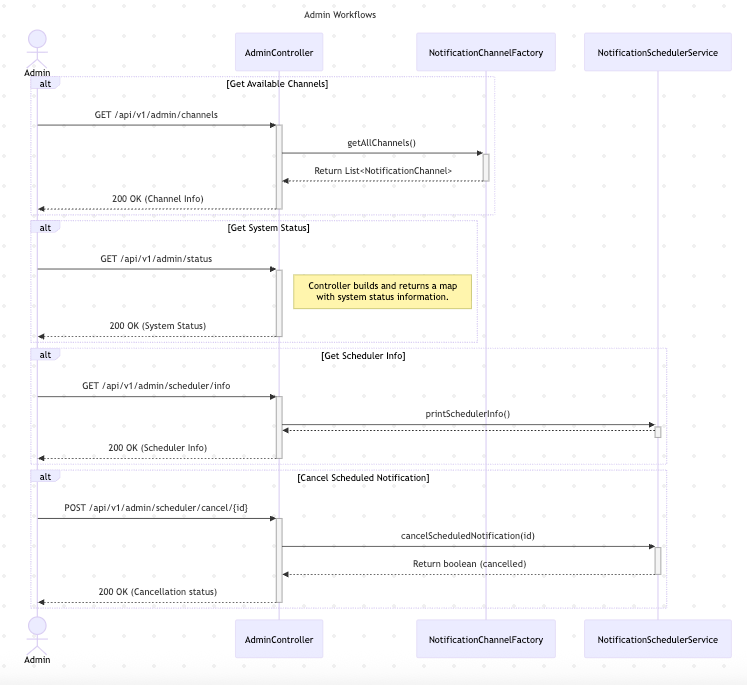 Admin Workflows
Admin
AdminController
NotificationChannelFactory
NotificationSchedulerService
alt
[Get Available Channels]
GET /api/v1/admin/channels
getAllChannels()
Return List<NotificationChannel>
200 OK (Channel Info)
alt
[Get System Status]
GET /api/v1/admin/status
Controller builds and returns a map
with system status information.
200 OK (System Status)
alt
[Get Scheduler Info]
GET /api/v1/admin/scheduler/info
printSchedulerInfo()
200 OK (Scheduler Info)
alt
[Cancel Scheduled Notification]
POST /api/v1/admin/scheduler/cancel/{id}
cancelScheduledNotification(id)
Return boolean (cancelled)
200 OK (Cancellation status)
Admin
AdminController
NotificationChannelFactory
NotificationSchedulerService